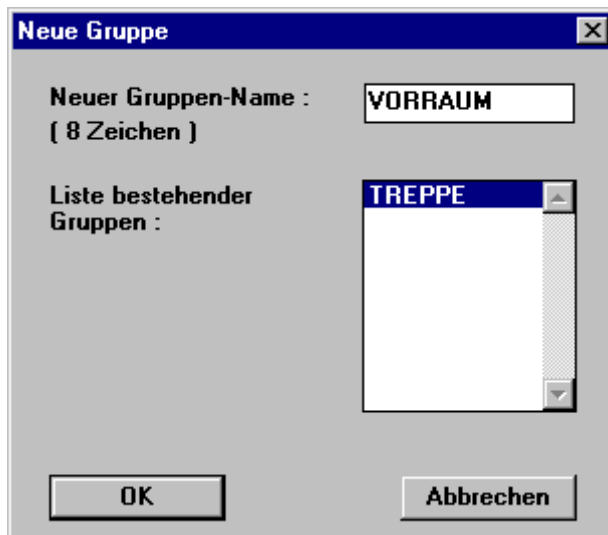 Neue Gruppe
Neuer Gruppen-Name : VORRAUM
( 8 Zeichen )
Liste bestehender TREPPE
Gruppen :
OK Abbrechen